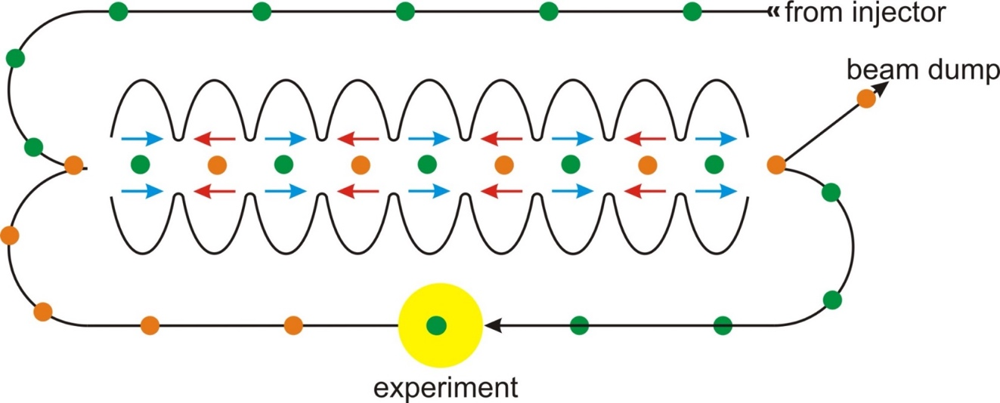 « from injector
beam dump
experiment